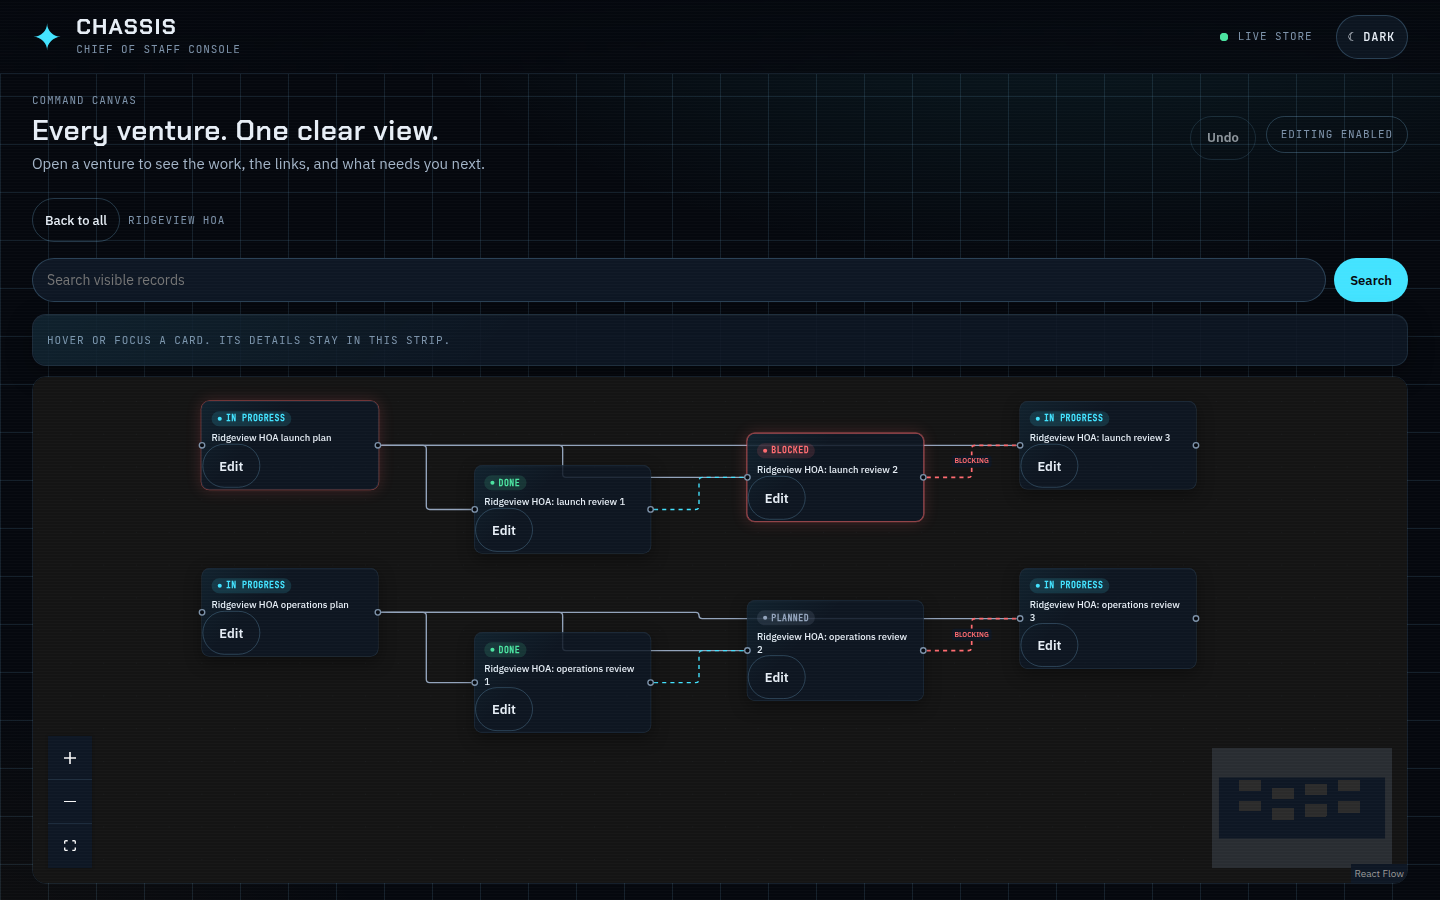 CHASSIS
CHIEF OF STAFF CONSOLE
LIVE STORE
☾ DARK
COMMAND CANVAS
Every venture. One clear view.
Open a venture to see the work, the links, and what needs you next.
Undo
EDITING ENABLED
Back to all
RIDGEVIEW HOA
Search visible records
Search
HOVER OR FOCUS A CARD. ITS DETAILS STAY IN THIS STRIP.
IN PROGRESS
Ridgeview HOA launch plan
Edit
DONE
Ridgeview HOA: launch review 1
Edit
BLOCKED
Ridgeview HOA: launch review 2
Edit
BLOCKING
IN PROGRESS
Ridgeview HOA: launch review 3
Edit
IN PROGRESS
Ridgeview HOA operations plan
Edit
DONE
Ridgeview HOA: operations review
1
Edit
PLANNED
Ridgeview HOA: operations review
2
Edit
BLOCKING
IN PROGRESS
Ridgeview HOA: operations review
3
Edit
React Flow